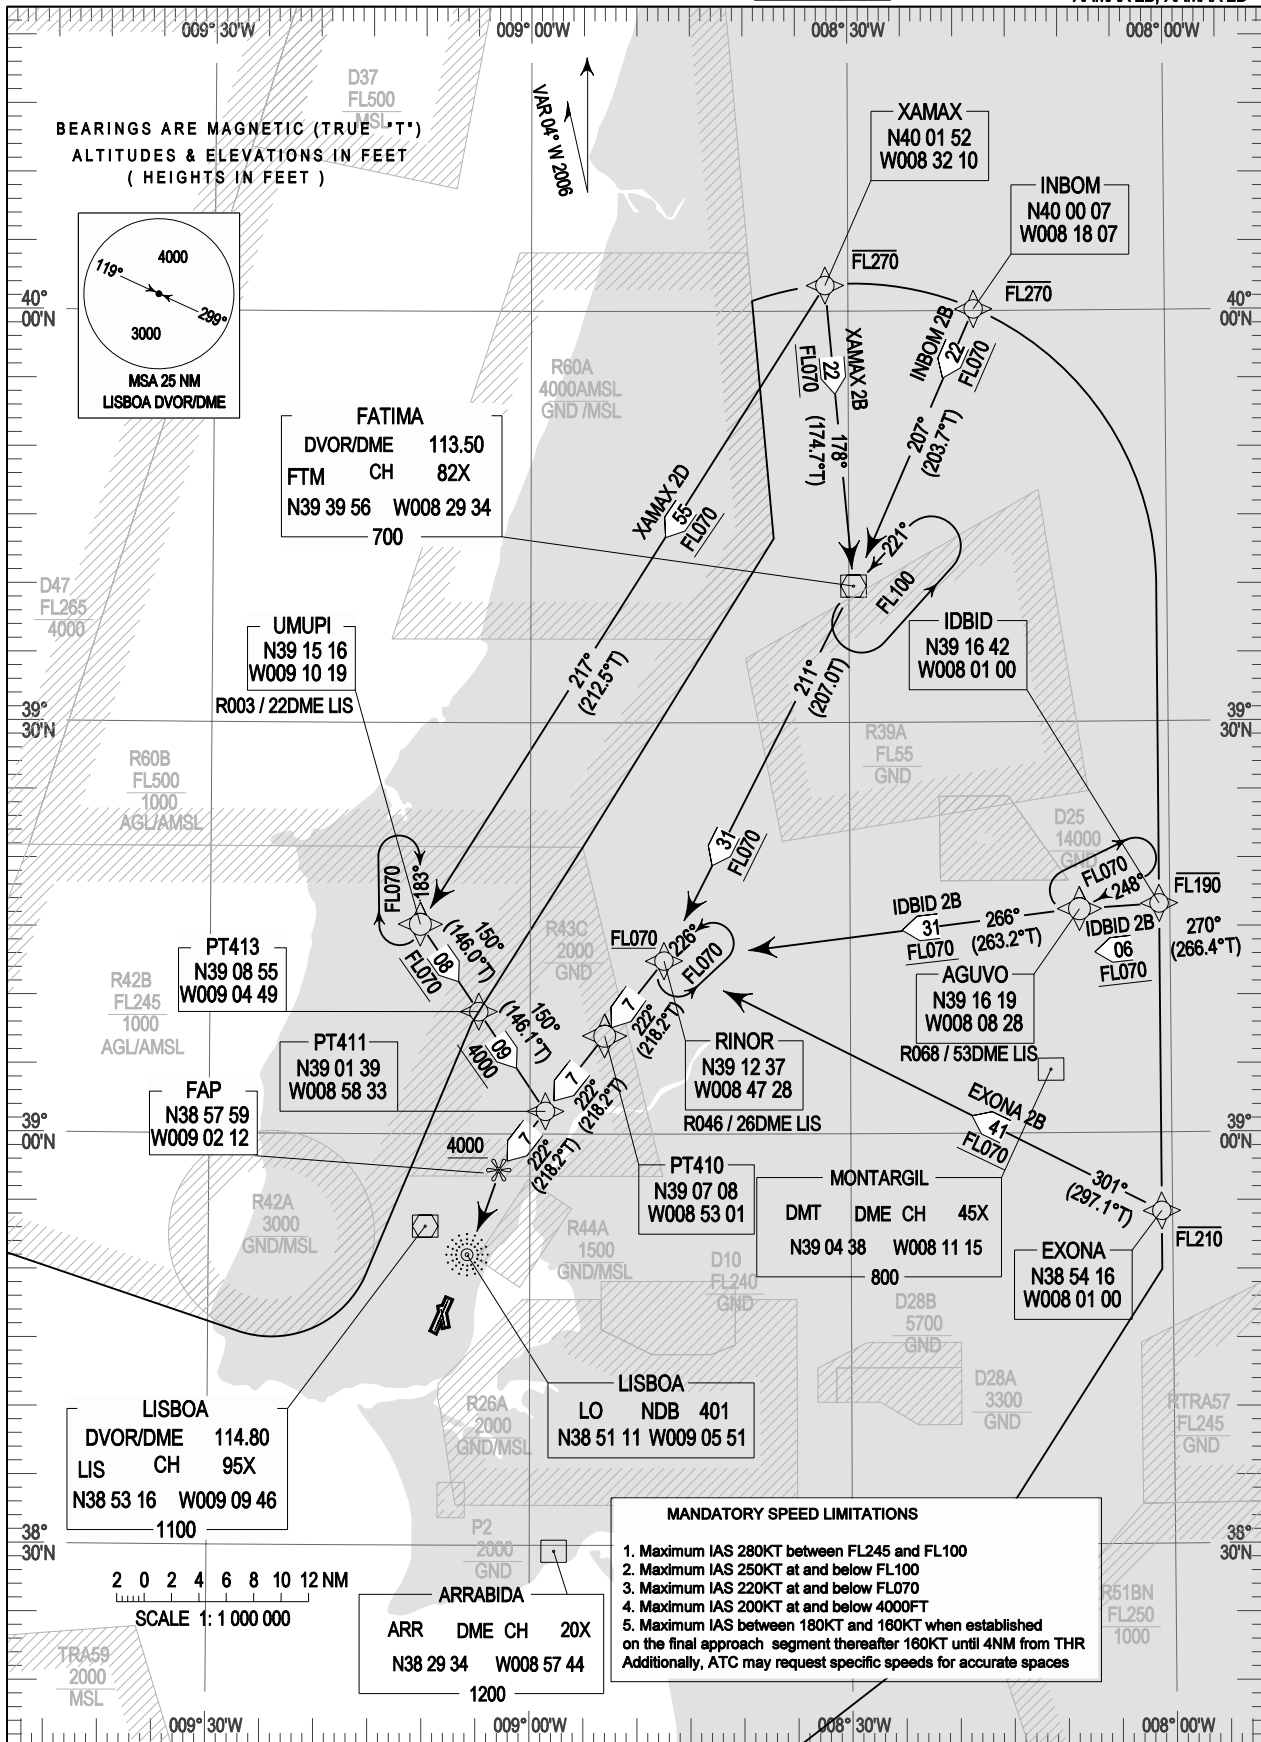 009°30'W
009°00'W
008°30'W
008°00'W
D37
FL500
MSL
BEARINGS ARE MAGNETIC (TRUE "T")
ALTITUDES & ELEVATIONS IN FEET
( HEIGHTS IN FEET )
VAR 04° W 2006
XAMAX
N40 01 52
W008 32 10
INBOM
N40 00 07
W008 18 07
4000
119°
299°
3000
MSA 25 NM
LISBOA DVOR/DME
40°
00'N
FL270
FL270
40°
00'N
R60A
4000AMSL
GND /MSL
XAMAX 2B
22
FL070
178°
(174.7°T)
INBOM 2B
22
FL070
207°
(203.7°T)
FATIMA
DVOR/DME 113.50
FTM CH 82X
N39 39 56 W008 29 34
700
XAMAX 2D
55
FL070
221°
FL100
D47
FL265
4000
UMUPI
N39 15 16
W009 10 19
R003 / 22DME LIS
IDBID
N39 16 42
W008 01 00
217°
(212.5°T)
211°
(207.0T)
39°
30'N
39°
30'N
R39A
FL55
GND
R60B
FL500
1000
AGL/AMSL
D25
14000
GND
31
FL070
FL070
183°
FL070
248°
FL190
IDBID 2B
31
FL070
266°
(263.2°T)
IDBID 2B
06
FL070
270°
(266.4°T)
PT413
N39 08 55
W009 04 49
150°
(146.0°T)
08
FL070
R43C
2000
GND
FL070
226°
FL070
AGUVO
N39 16 19
W008 08 28
R068 / 53DME LIS
R42B
FL245
1000
AGL/AMSL
PT411
N39 01 39
W008 58 33
150°
(146.1°T)
09
4000
7
222°
(218.2°T)
RINOR
N39 12 37
W008 47 28
R046 / 26DME LIS
7
222°
(218.2°T)
FAP
N38 57 59
W009 02 12
EXONA 2B
41
FL070
39°
00'N
39°
00'N
4000
7
222°
(218.2°T)
PT410
N39 07 08
W008 53 01
MONTARGIL
DMT DME CH 45X
N39 04 38 W008 11 15
800
301°
(297.1°T)
FL210
R42A
3000
GND/MSL
R44A
1500
GND/MSL
D10
FL240
GND
EXONA
N38 54 16
W008 01 00
D28B
5700
GND
D28A
3300
GND
RTRA57
FL245
GND
LISBOA
LO NDB 401
N38 51 11 W009 05 51
R26A
2000
GND/MSL
LISBOA
DVOR/DME 114.80
LIS CH 95X
N38 53 16 W009 09 46
1100
38°
30'N
38°
30'N
P2
2000
GND
MANDATORY SPEED LIMITATIONS
1. Maximum IAS 280KT between FL245 and FL100
2. Maximum IAS 250KT at and below FL100
3. Maximum IAS 220KT at and below FL070
4. Maximum IAS 200KT at and below 4000FT
5. Maximum IAS between 180KT and 160KT when established
on the final approach segment thereafter 160KT until 4NM from THR
Additionally, ATC may request specific speeds for accurate spaces
R51BN
FL250
1000
2 0 2 4 6 8 10 12 NM
SCALE 1: 1 000 000
ARRABIDA
ARR DME CH 20X
N38 29 34 W008 57 44
1200
TRA59
2000
MSL
009°30'W
009°00'W
008°30'W
008°00'W